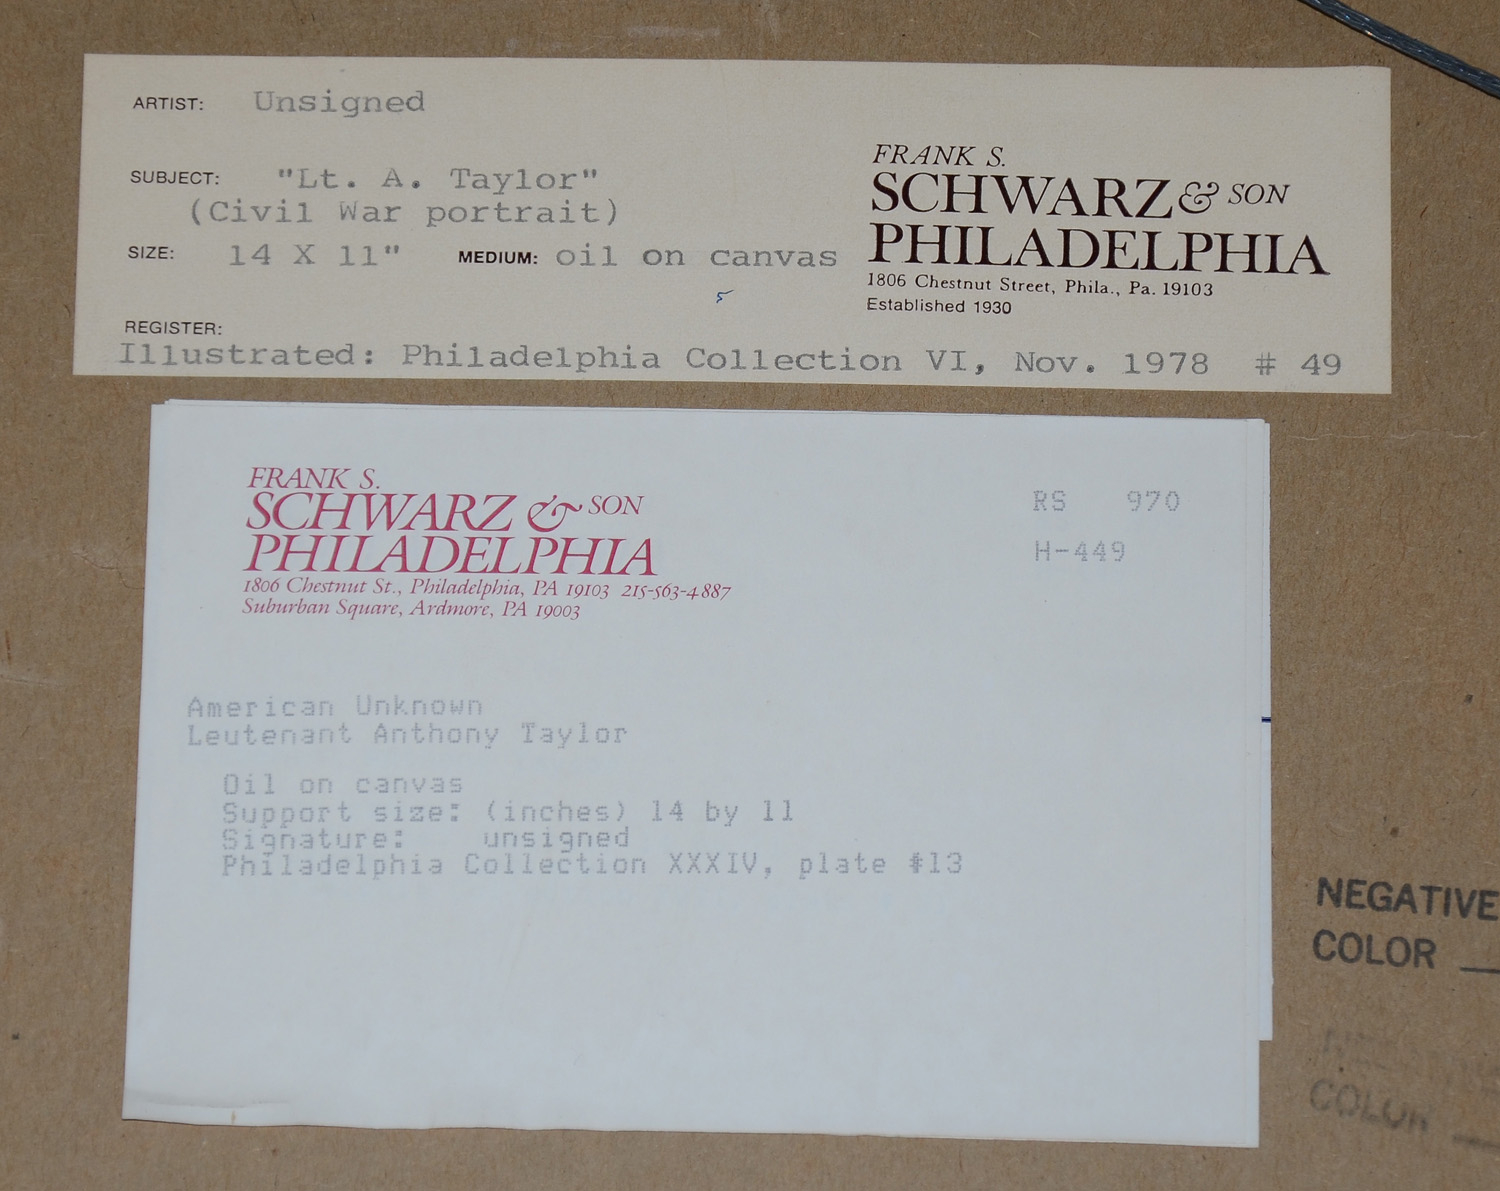 ARTIST: Unsigned
SUBJECT: "Lt. A. Taylor"
(Civil War portrait)
SIZE: 14 X 11" MEDIUM: oil on canvas
REGISTER:
Illustrated: Philadelphia Collection VI, Nov. 1978 # 49
FRANK S.
SCHWARZ & SON
PHILADELPHIA
1806 Chestnut Street, Phila., Pa. 19103
Established 1930
FRANK S.
SCHWARZ & SON
PHILADELPHIA
1806 Chestnut St., Philadelphia, PA 19103 215-563-4887
Suburban Square, Ardmore, PA 19003
RS 970
H-449
American Unknown
Leutenant Anthony Taylor
Oil on canvas
Support size: (inches) 14 by 11
Signature: unsigned
Philadelphia Collection XXXIV, plate #13
NEGATIVE
COLOR
COLOR